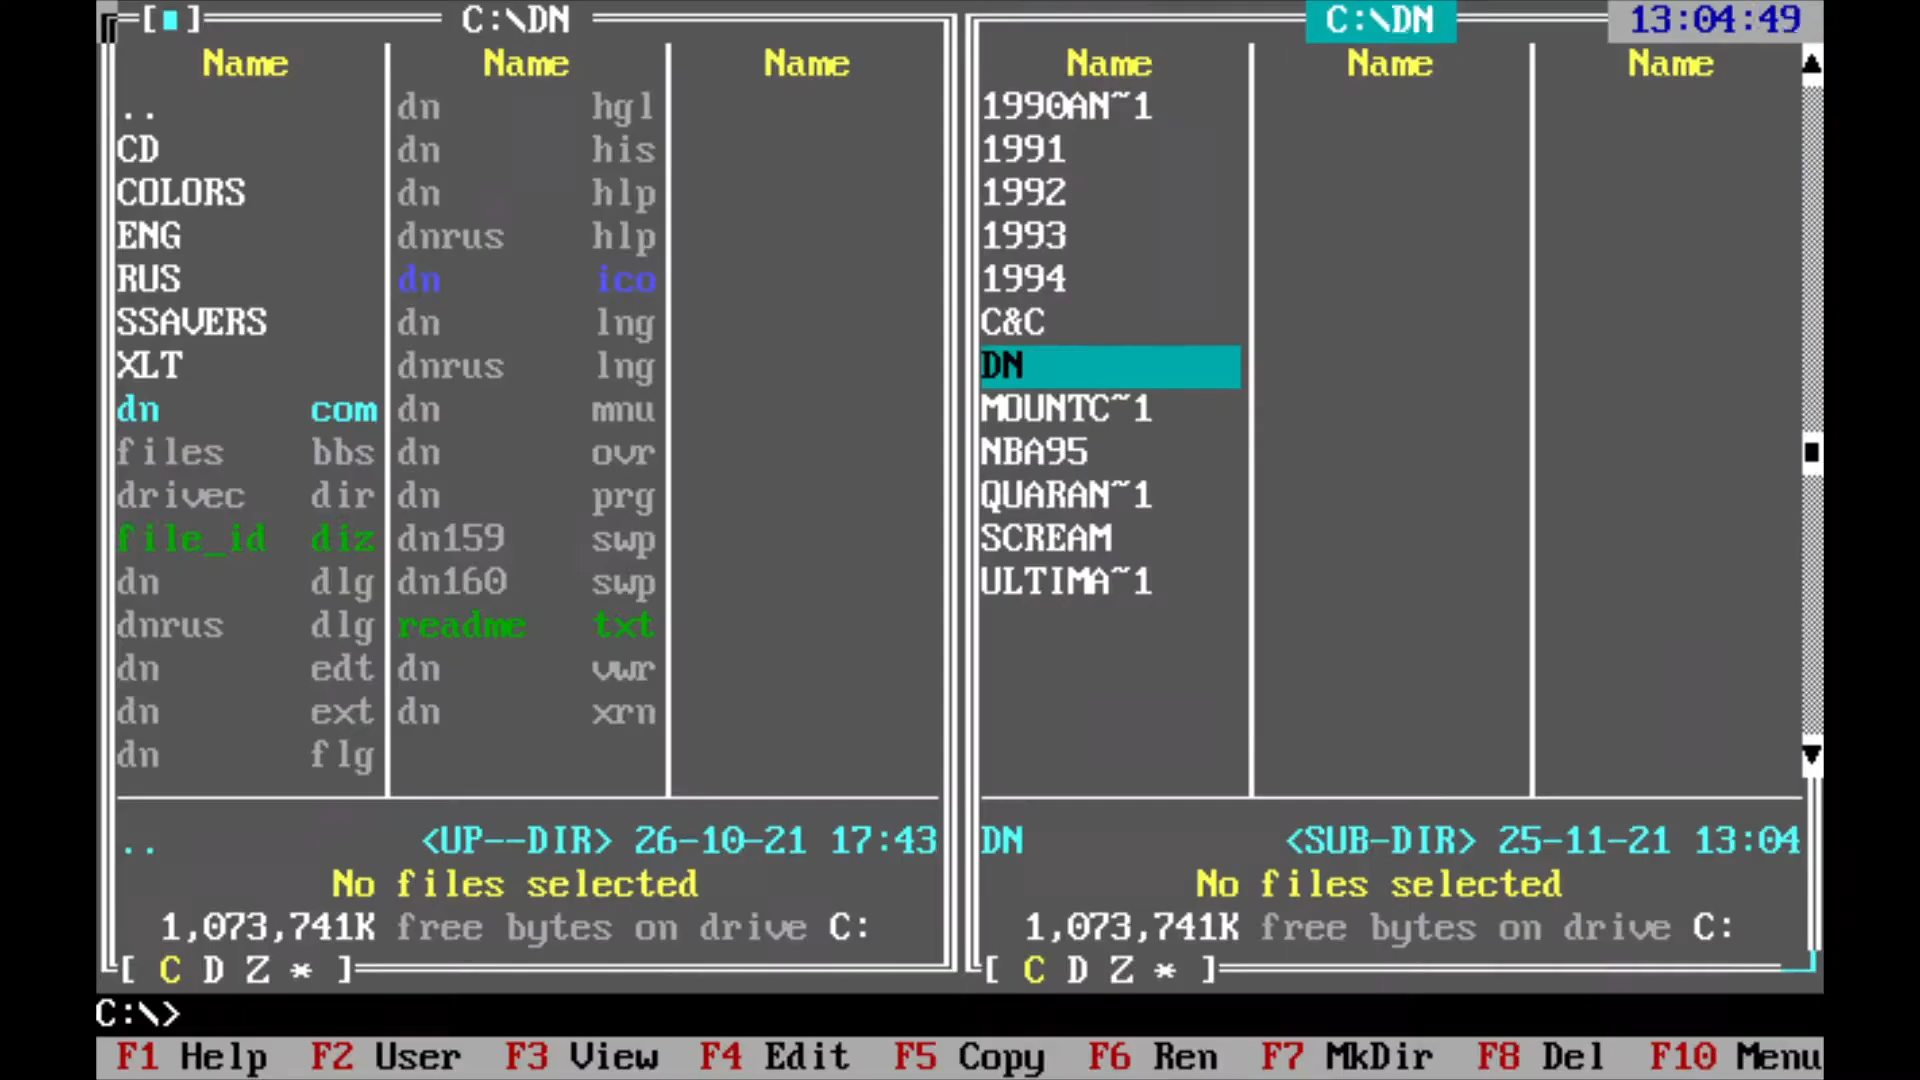 [■] C:\DN
Name Name Name
..
CD
COLORS
ENG
RUS
SSAVERS
XLT
dn com
files bbs
drivec dir
file_id diz
dn dlg
dnrus dlg
dn edt
dn ext
dn flg
dn hgl
dn his
dn hlp
dnrus hlp
dn ico
dn lng
dnrus lng
dn mnu
dn ovr
dn prg
dn159 swp
dn160 swp
readme txt
dn vwr
dn xrn
.. <UP--DIR> 26-10-21 17:43
No files selected
1,073,741K free bytes on drive C:
[ C D Z * ]
C:\DN 13:04:49
Name Name Name
1990AN~1
1991
1992
1993
1994
C&C
DN
MOUNTC~1
NBA95
QUARAN~1
SCREAM
ULTIMA~1
DN <SUB-DIR> 25-11-21 13:04
No files selected
1,073,741K free bytes on drive C:
[ C D Z * ]
C:\>
F1 Help F2 User F3 View F4 Edit F5 Copy F6 Ren F7 MkDir F8 Del F10 Menu